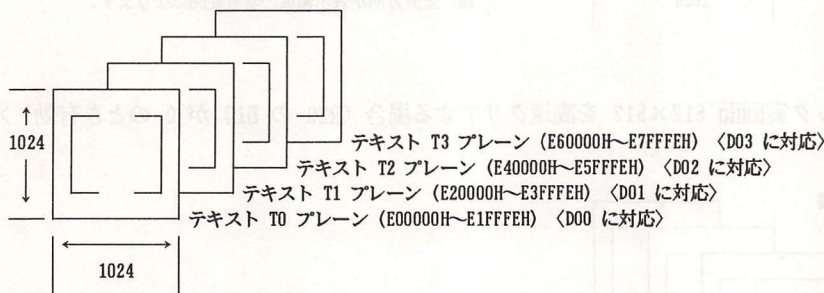 1024
テキスト T3 プレーン (E60000H～E7FFFEH) 〈D03 に対応〉
テキスト T2 プレーン (E40000H～E5FFFEH) 〈D02 に対応〉
テキスト T1 プレーン (E20000H～E3FFFEH) 〈D01 に対応〉
テキスト T0 プレーン (E00000H～E1FFFEH) 〈D00 に対応〉
1024